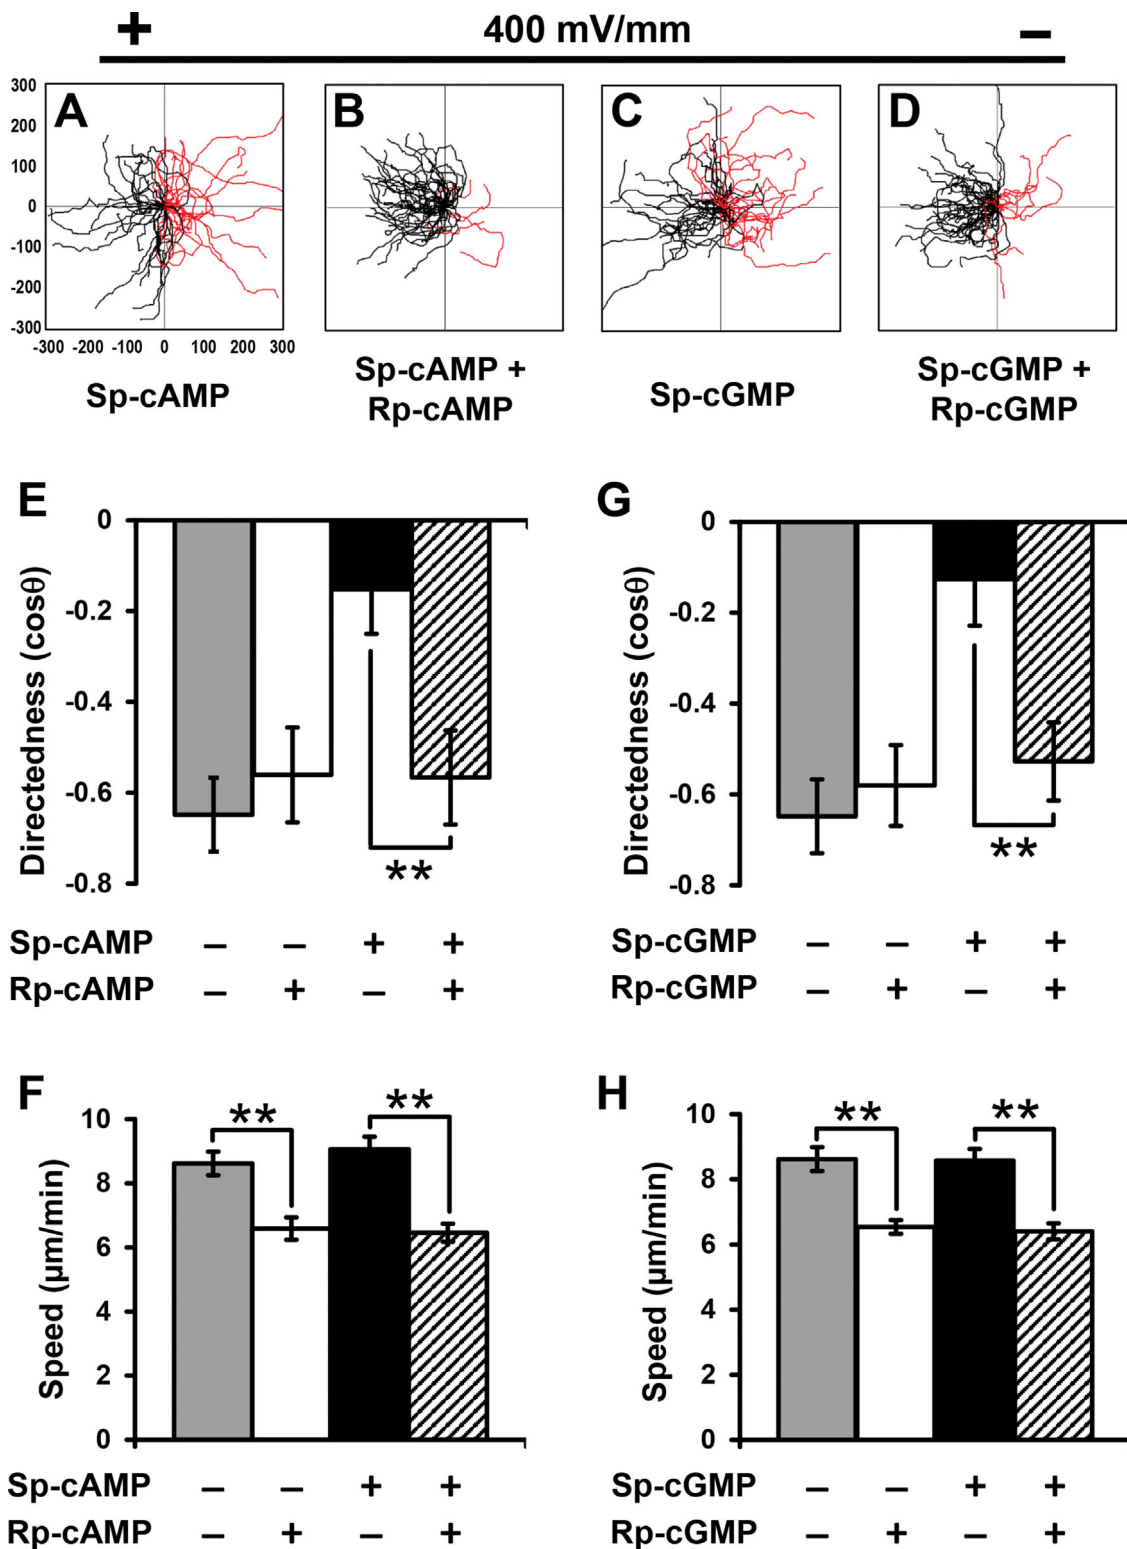 + 400 mV/mm −
A B C D
300
200
100
0
-100
-200
-300
-300 -200 -100 0 100 200 300
Sp-cAMP
Sp-cAMP +
Rp-cAMP
Sp-cGMP
Sp-cGMP +
Rp-cGMP
E
Directedness (cosθ)
0
-0.2
-0.4
-0.6
-0.8
**
Sp-cAMP − − + +
Rp-cAMP − + − +
G
Directedness (cosθ)
0
-0.2
-0.4
-0.6
-0.8
**
Sp-cGMP − − + +
Rp-cGMP − + − +
F
Speed (µm/min)
10
8
6
4
2
0
** **
Sp-cAMP − − + +
Rp-cAMP − + − +
H
Speed (µm/min)
10
8
6
4
2
0
** **
Sp-cGMP − − + +
Rp-cGMP − + − +